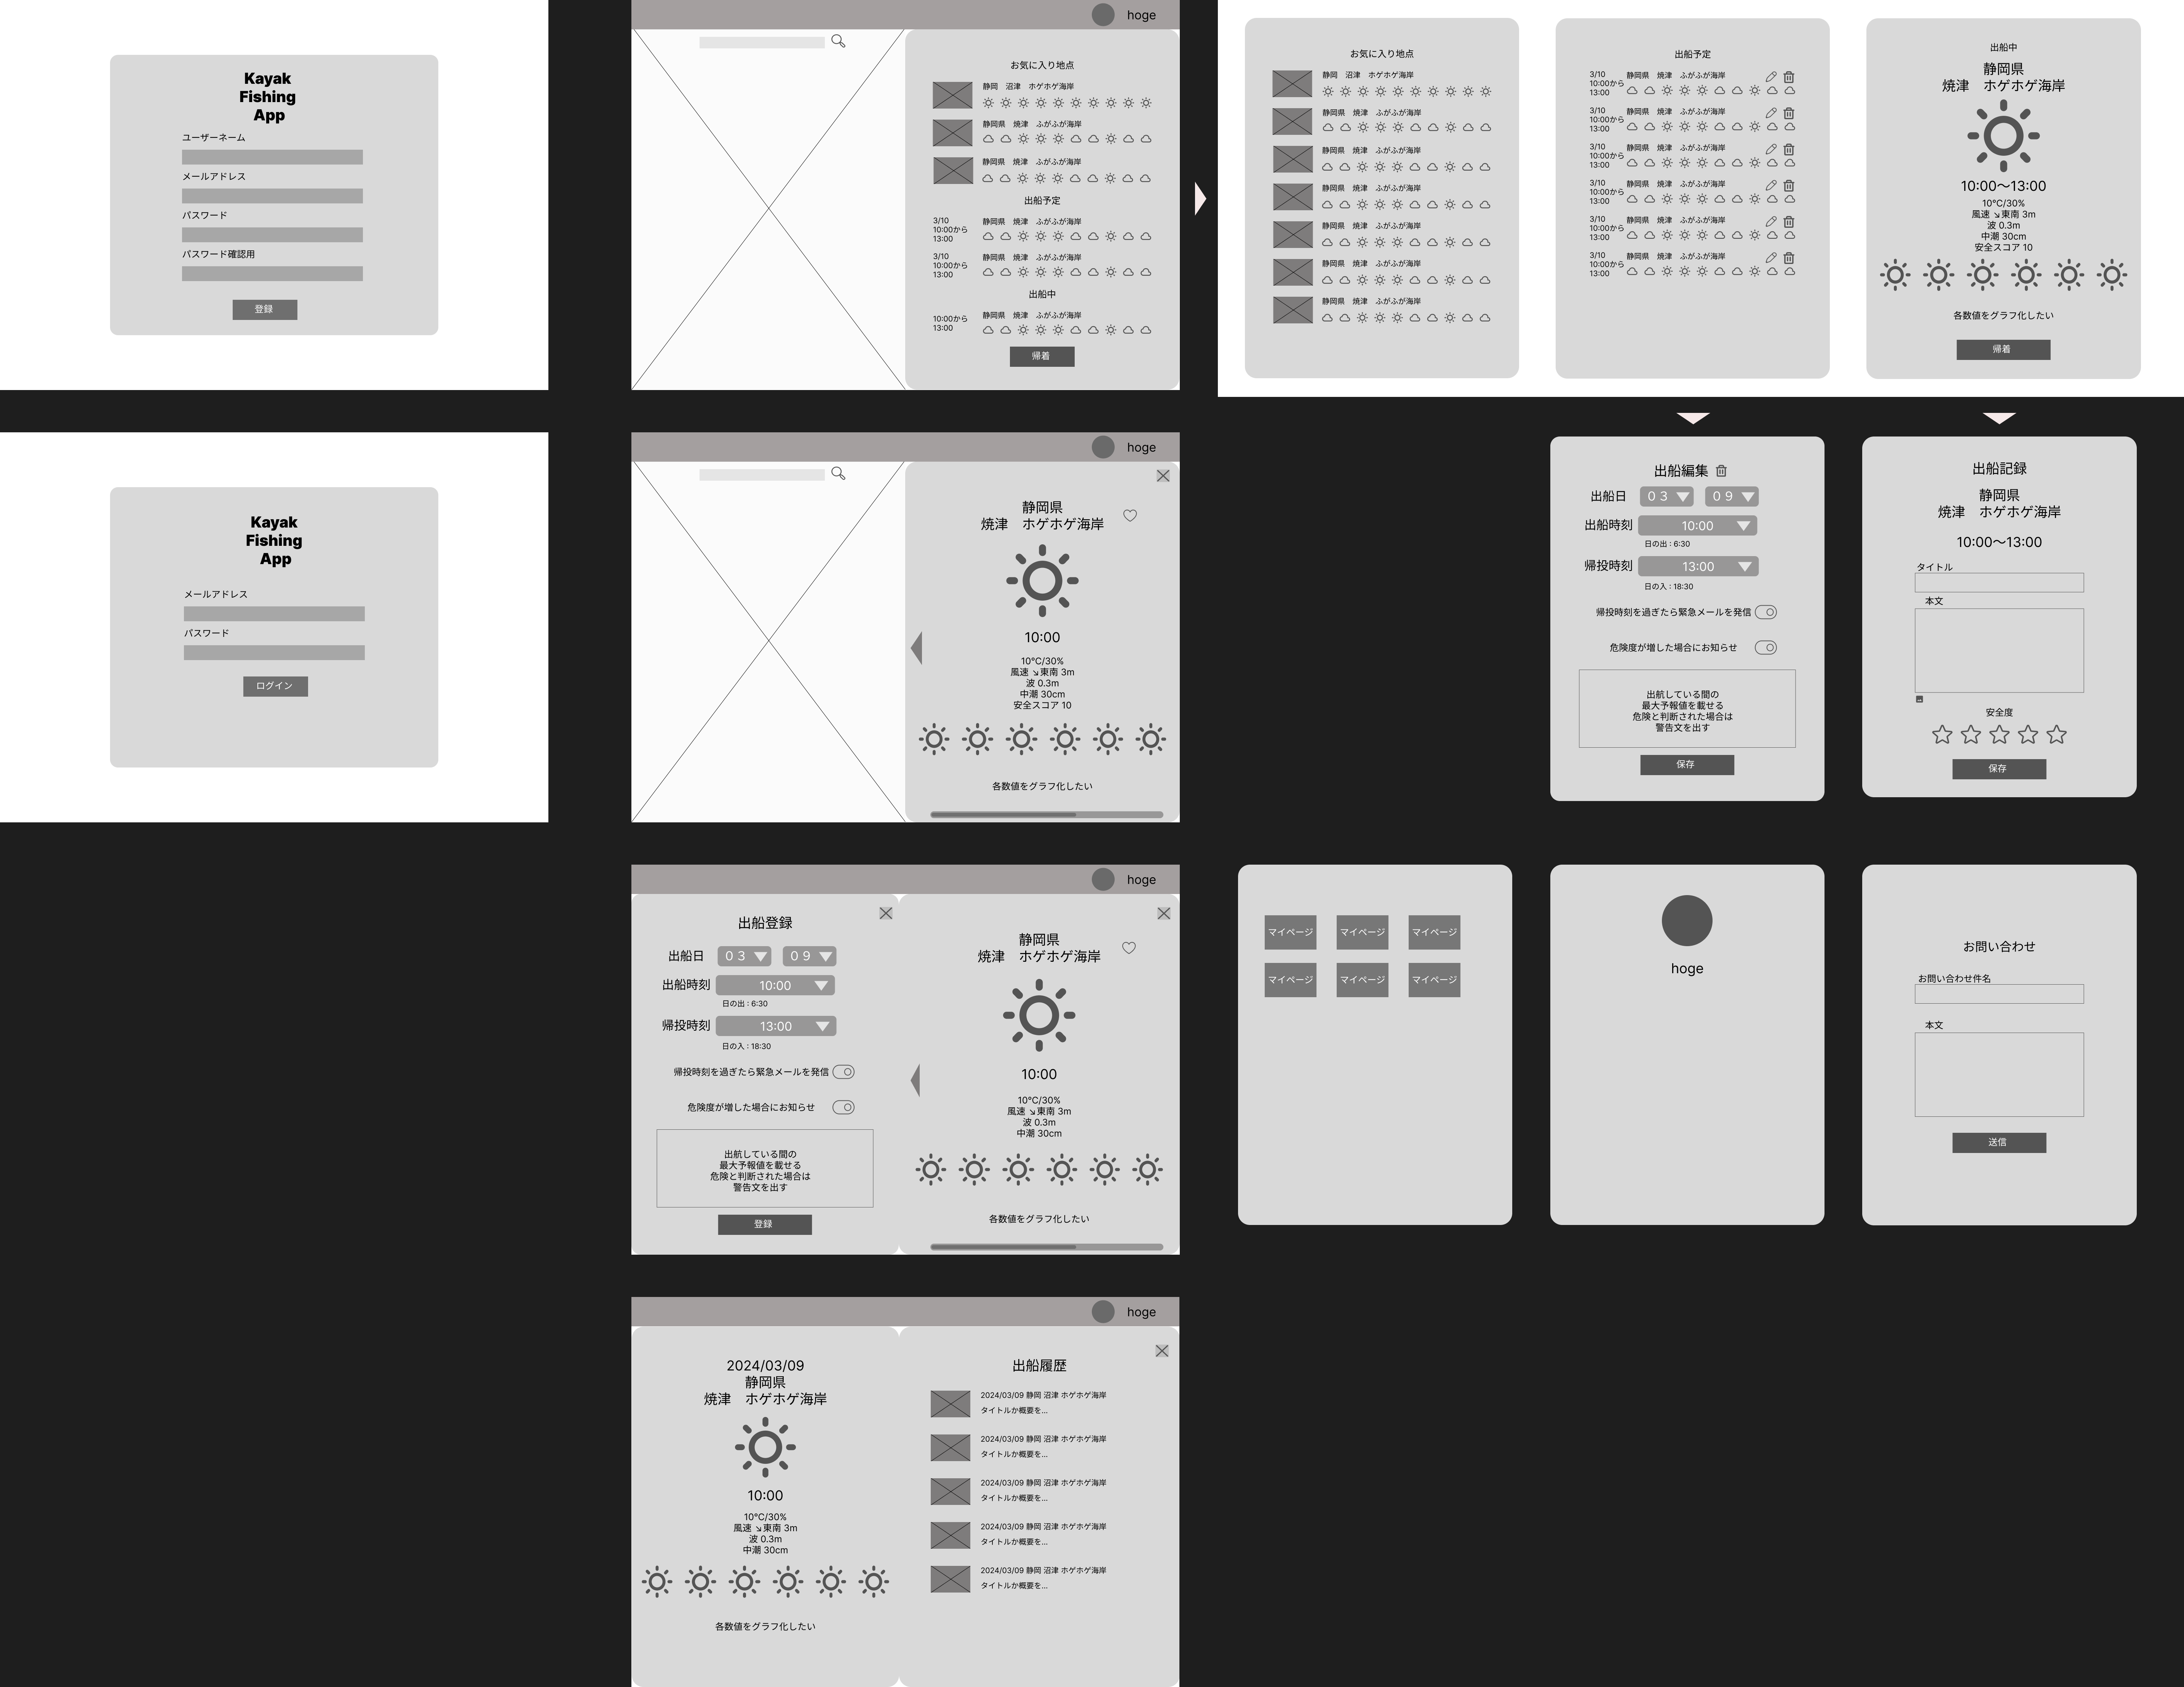 Kayak
Fishing
App
ユーザーネーム
メールアドレス
パスワード
パスワード確認用
登録
hoge
お気に入り地点
静岡　沼津　ホゲホゲ海岸
静岡県　焼津　ふがふが海岸
静岡県　焼津　ふがふが海岸
出船予定
3/10
10:00から
13:00
静岡県　焼津　ふがふが海岸
3/10
10:00から
13:00
静岡県　焼津　ふがふが海岸
出船中
10:00から
13:00
静岡県　焼津　ふがふが海岸
帰着
お気に入り地点
静岡　沼津　ホゲホゲ海岸
静岡県　焼津　ふがふが海岸
静岡県　焼津　ふがふが海岸
静岡県　焼津　ふがふが海岸
静岡県　焼津　ふがふが海岸
静岡県　焼津　ふがふが海岸
静岡県　焼津　ふがふが海岸
出船予定
3/10
10:00から
13:00
静岡県　焼津　ふがふが海岸
3/10
10:00から
13:00
静岡県　焼津　ふがふが海岸
3/10
10:00から
13:00
静岡県　焼津　ふがふが海岸
3/10
10:00から
13:00
静岡県　焼津　ふがふが海岸
3/10
10:00から
13:00
静岡県　焼津　ふがふが海岸
3/10
10:00から
13:00
静岡県　焼津　ふがふが海岸
出船中
静岡県
焼津　ホゲホゲ海岸
10:00〜13:00
10°C/30%
風速 ↘東南 3m
波 0.3m
中潮 30cm
安全スコア 10
各数値をグラフ化したい
帰着
Kayak
Fishing
App
メールアドレス
パスワード
ログイン
hoge
静岡県
焼津　ホゲホゲ海岸
10:00
10°C/30%
風速 ↘東南 3m
波 0.3m
中潮 30cm
安全スコア 10
各数値をグラフ化したい
出船編集
出船日 03 09
出船時刻 10:00
日の出：6:30
帰投時刻 13:00
日の入：18:30
帰投時刻を過ぎたら緊急メールを発信
危険度が増した場合にお知らせ
出航している間の
最大予報値を載せる
危険と判断された場合は
警告文を出す
保存
出船記録
静岡県
焼津　ホゲホゲ海岸
10:00〜13:00
タイトル
本文
安全度
保存
hoge
出船登録
出船日 03 09
出船時刻 10:00
日の出：6:30
帰投時刻 13:00
日の入：18:30
帰投時刻を過ぎたら緊急メールを発信
危険度が増した場合にお知らせ
出航している間の
最大予報値を載せる
危険と判断された場合は
警告文を出す
登録
静岡県
焼津　ホゲホゲ海岸
10:00
10°C/30%
風速 ↘東南 3m
波 0.3m
中潮 30cm
各数値をグラフ化したい
マイページ マイページ マイページ
マイページ マイページ マイページ
hoge
お問い合わせ
お問い合わせ件名
本文
送信
hoge
2024/03/09
静岡県
焼津　ホゲホゲ海岸
10:00
10°C/30%
風速 ↘東南 3m
波 0.3m
中潮 30cm
各数値をグラフ化したい
出船履歴
2024/03/09 静岡 沼津 ホゲホゲ海岸
タイトルか概要を...
2024/03/09 静岡 沼津 ホゲホゲ海岸
タイトルか概要を...
2024/03/09 静岡 沼津 ホゲホゲ海岸
タイトルか概要を...
2024/03/09 静岡 沼津 ホゲホゲ海岸
タイトルか概要を...
2024/03/09 静岡 沼津 ホゲホゲ海岸
タイトルか概要を...